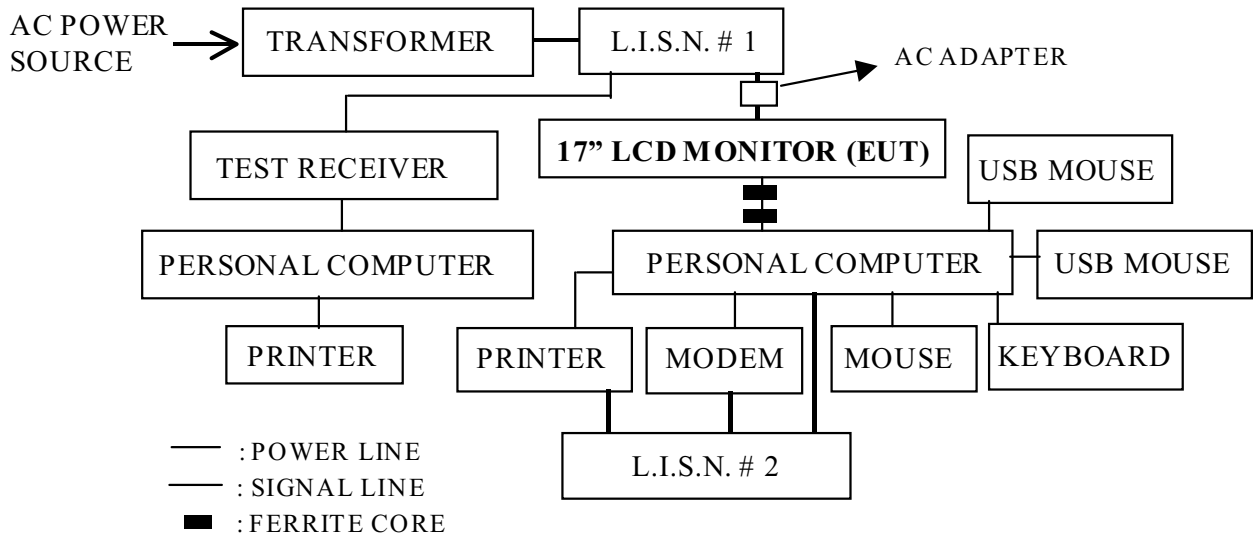 AC POWER
SOURCE
TRANSFORMER
L.I.S.N. # 1
AC ADAPTER
TEST RECEIVER
17” LCD MONITOR (EUT)
USB MOUSE
PERSONAL COMPUTER
PERSONAL COMPUTER
USB MOUSE
PRINTER
PRINTER
MODEM
MOUSE
KEYBOARD
L.I.S.N. # 2
: POWER LINE
: SIGNAL LINE
: FERRITE CORE